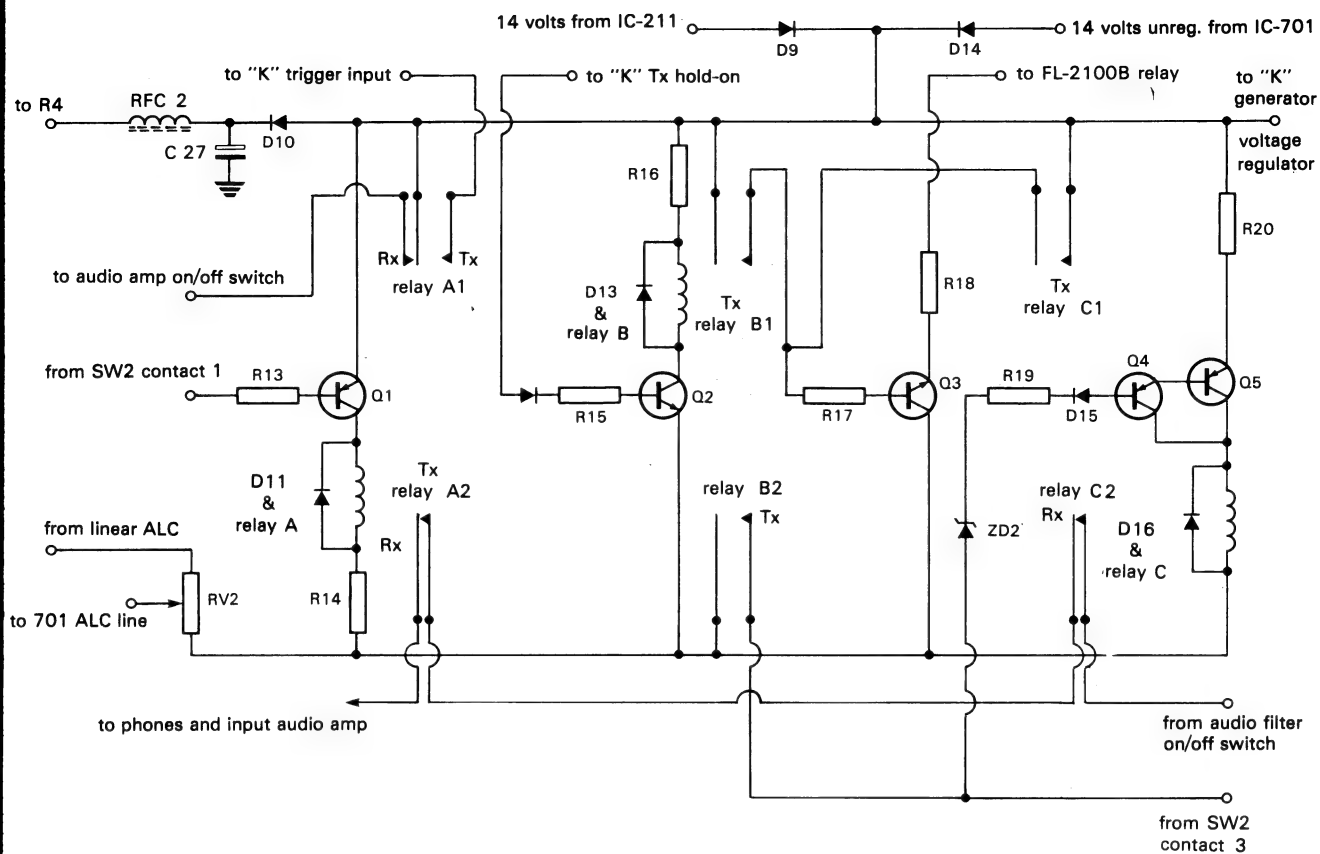 14 volts from IC-211
D9
D14
14 volts unreg. from IC-701
to "K" trigger input
to "K" Tx hold-on
to FL-2100B relay
to "K"
generator
voltage
regulator
to R4
RFC 2
C 27
D10
R16
R20
Rx
Tx
relay A1
to audio amp on/off switch
D13
&
relay B
Tx
relay B1
R18
Tx
relay C1
from SW2 contact 1
R13
Q1
R15
Q2
R17
Q3
R19
D15
Q4
Q5
D11
&
relay A
Tx
relay A2
Rx
relay B2
Tx
ZD2
relay C2
Rx
D16
&
relay C
from linear ALC
RV2
to 701 ALC line
R14
to phones and input audio amp
from audio filter
on/off switch
from SW2
contact 3